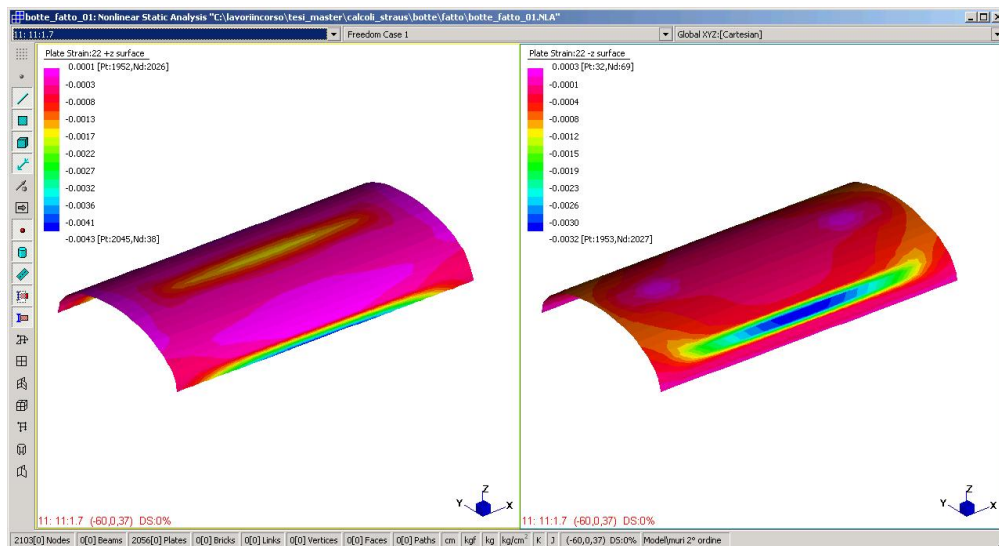 botte_fatto_01: Nonlinear Static Analysis "C:\lavoriincorso\tesi_master\calcoli_straus\botte\fatto\botte_fatto_01.NLA"
11: 11:1.7
Freedom Case 1
Global XYZ:[Cartesian]
Plate Strain:22 +z surface
0.0001 [Pt:1952,Nd:2026]
-0.0003
-0.0008
-0.0013
-0.0017
-0.0022
-0.0027
-0.0032
-0.0036
-0.0041
-0.0043 [Pt:2045,Nd:38]
Z
Y
X
11: 11:1.7 (-60,0,37) DS:0%
Plate Strain:22 -z surface
0.0003 [Pt:32,Nd:69]
-0.0001
-0.0004
-0.0008
-0.0012
-0.0015
-0.0019
-0.0023
-0.0026
-0.0030
-0.0032 [Pt:1953,Nd:2027]
Z
Y
X
11: 11:1.7 (-60,0,37) DS:0%
2103[0] Nodes 0[0] Beams 2056[0] Plates 0[0] Bricks 0[0] Links 0[0] Vertices 0[0] Faces 0[0] Paths cm kgf kg kg/cm² K J (-60,0,37) DS:0% Model\muri 2° ordine